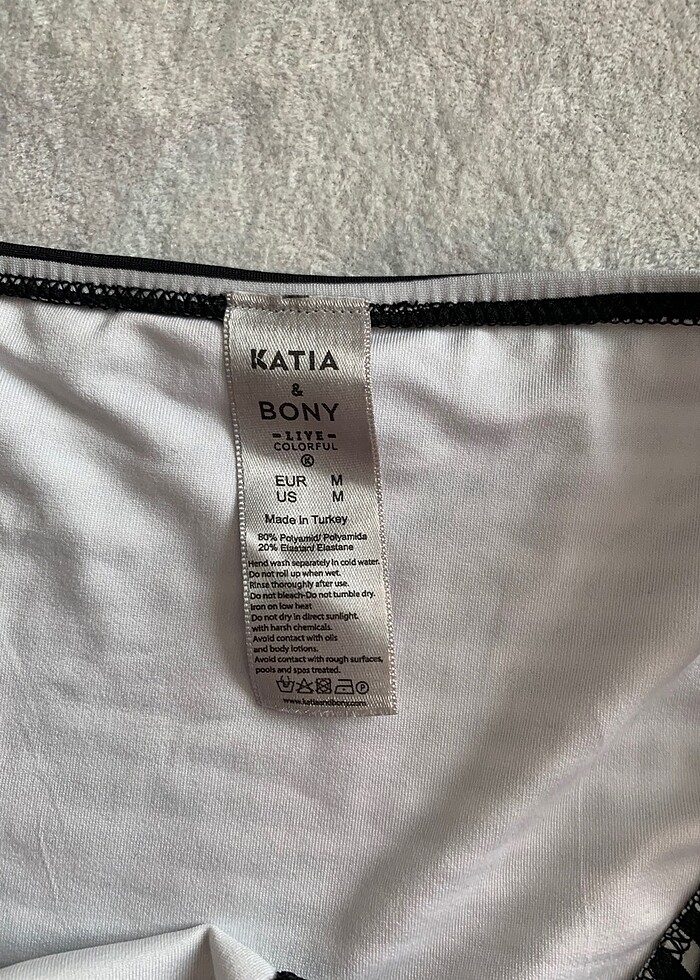 KATIA
&
BONY
-LIVE-
COLORFUL
EUR M
US M
Made in Turkey
80% Polyamid/ Polyamida
20% Elastan/ Elastane
Hend wash separately in cold water.
Do not roll up when wet.
Rinse thoroughly after use.
Do not bleach-Do not tumble dry.
Iron on low heat
Do not dry in direct sunlight.
with harsh chemicals.
Avoid contact with oils
and body lotions.
Avoid contact with rough surfaces,
pools and spas treated.
P
www.katiaandbony.com